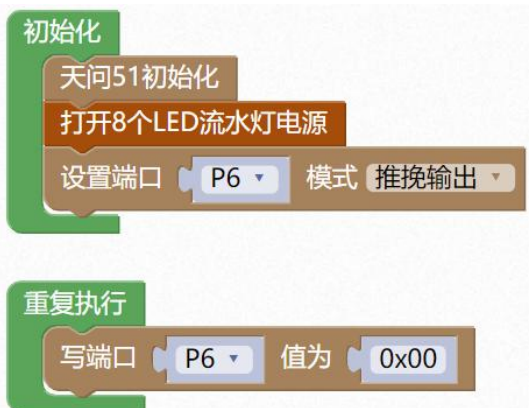 初始化
天问51初始化
打开8个LED流水灯电源
设置端口 P6 模式 推挽输出
重复执行
写端口 P6 值为 0x00